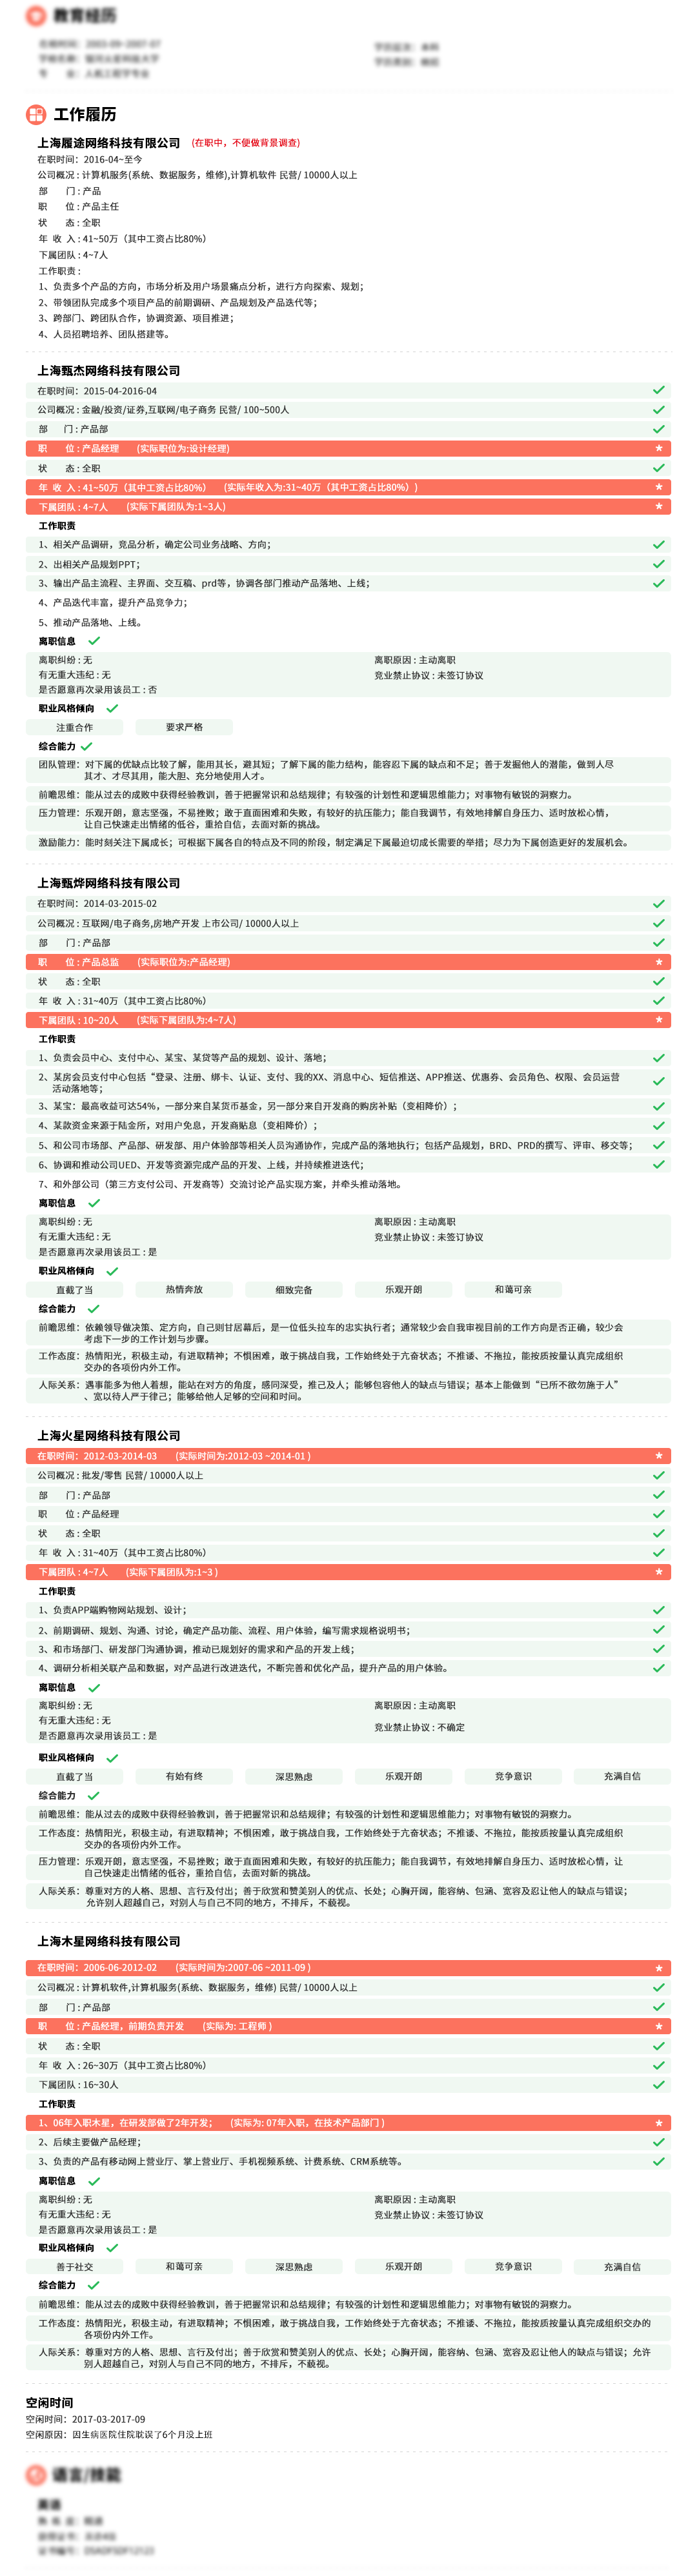 教育经历
工作履历
上海履途网络科技有限公司 (在职中，不便做背景调查)
在职时间：2016-04~至今
公司概况：计算机服务(系统、数据服务，维修),计算机软件 民营/ 10000人以上
部 门：产品
职 位：产品主任
状 态：全职
年 收 入：41~50万（其中工资占比80%）
下属团队：4~7人
工作职责：
1、负责多个产品的方向，市场分析及用户场景痛点分析，进行方向探索、规划；
2、带领团队完成多个项目产品的前期调研、产品规划及产品迭代等；
3、跨部门、跨团队合作，协调资源、项目推进；
4、人员招聘培养、团队搭建等。
上海甄杰网络科技有限公司
在职时间：2015-04-2016-04
公司概况：金融/投资/证券,互联网/电子商务 民营/ 100~500人
部 门：产品部
职 位：产品经理 (实际职位为:设计经理)
状 态：全职
年 收 入：41~50万（其中工资占比80%） (实际年收入为:31~40万（其中工资占比80%）)
下属团队：4~7人 (实际下属团队为:1~3人)
工作职责
1、相关产品调研，竞品分析，确定公司业务战略、方向；
2、出相关产品规划PPT；
3、输出产品主流程、主界面、交互稿、prd等，协调各部门推动产品落地、上线；
4、产品迭代丰富，提升产品竞争力；
5、推动产品落地、上线。
离职信息
离职纠纷：无 离职原因：主动离职
有无重大违纪：无 竞业禁止协议：未签订协议
是否愿意再次录用该员工：否
职业风格倾向
注重合作 要求严格
综合能力
团队管理：对下属的优缺点比较了解，能用其长，避其短；了解下属的能力结构，能容忍下属的缺点和不足；善于发掘他人的潜能，做到人尽
其才、才尽其用，能大胆、充分地使用人才。
前瞻思维：能从过去的成败中获得经验教训，善于把握常识和总结规律；有较强的计划性和逻辑思维能力；对事物有敏锐的洞察力。
压力管理：乐观开朗，意志坚强，不易挫败；敢于直面困难和失败，有较好的抗压能力；能自我调节，有效地排解自身压力、适时放松心情，
让自己快速走出情绪的低谷，重拾自信，去面对新的挑战。
激励能力：能时刻关注下属成长；可根据下属各自的特点及不同的阶段，制定满足下属最迫切成长需要的举措；尽力为下属创造更好的发展机会。
上海甄烨网络科技有限公司
在职时间：2014-03-2015-02
公司概况：互联网/电子商务,房地产开发 上市公司/ 10000人以上
部 门：产品部
职 位：产品总监 (实际职位为:产品经理)
状 态：全职
年 收 入：31~40万（其中工资占比80%）
下属团队：10~20人 (实际下属团队为:4~7人)
工作职责
1、负责会员中心、支付中心、某宝、某贷等产品的规划、设计、落地；
2、某房会员支付中心包括“登录、注册、绑卡、认证、支付、我的XX、消息中心、短信推送、APP推送、优惠券、会员角色、权限、会员运营
活动落地等；
3、某宝：最高收益可达54%，一部分来自某货币基金，另一部分来自开发商的购房补贴（变相降价）；
4、某款资金来源于陆金所，对用户免息，开发商贴息（变相降价）；
5、和公司市场部、产品部、研发部、用户体验部等相关人员沟通协作，完成产品的落地执行；包括产品规划，BRD、PRD的撰写、评审、移交等；
6、协调和推动公司UED、开发等资源完成产品的开发、上线，并持续推进迭代；
7、和外部公司（第三方支付公司、开发商等）交流讨论产品实现方案，并牵头推动落地。
离职信息
离职纠纷：无 离职原因：主动离职
有无重大违纪：无 竞业禁止协议：未签订协议
是否愿意再次录用该员工：是
职业风格倾向
直截了当 热情奔放 细致完备 乐观开朗 和蔼可亲
综合能力
前瞻思维：依赖领导做决策、定方向，自己则甘居幕后，是一位低头拉车的忠实执行者；通常较少会自我审视目前的工作方向是否正确，较少会
考虑下一步的工作计划与步骤。
工作态度：热情阳光，积极主动，有进取精神；不惧困难，敢于挑战自我，工作始终处于亢奋状态；不推诿、不拖拉，能按质按量认真完成组织
交办的各项份内外工作。
人际关系：遇事能多为他人着想，能站在对方的角度，感同深受，推己及人；能够包容他人的缺点与错误；基本上能做到“已所不欲勿施于人”
、宽以待人严于律己；能够给他人足够的空间和时间。
上海火星网络科技有限公司
在职时间：2012-03-2014-03 (实际时间为:2012-03 ~2014-01 )
公司概况：批发/零售 民营/ 10000人以上
部 门：产品部
职 位：产品经理
状 态：全职
年 收 入：31~40万（其中工资占比80%）
下属团队：4~7人 (实际下属团队为:1~3 )
工作职责
1、负责APP端购物网站规划、设计；
2、前期调研、规划、沟通、讨论，确定产品功能、流程、用户体验，编写需求规格说明书；
3、和市场部门、研发部门沟通协调，推动已规划好的需求和产品的开发上线；
4、调研分析相关联产品和数据，对产品进行改进迭代，不断完善和优化产品，提升产品的用户体验。
离职信息
离职纠纷：无 离职原因：主动离职
有无重大违纪：无 竞业禁止协议：不确定
是否愿意再次录用该员工：是
职业风格倾向
直截了当 有始有终 深思熟虑 乐观开朗 竞争意识 充满自信
综合能力
前瞻思维：能从过去的成败中获得经验教训，善于把握常识和总结规律；有较强的计划性和逻辑思维能力；对事物有敏锐的洞察力。
工作态度：热情阳光，积极主动，有进取精神；不惧困难，敢于挑战自我，工作始终处于亢奋状态；不推诿、不拖拉，能按质按量认真完成组织
交办的各项份内外工作。
压力管理：乐观开朗，意志坚强，不易挫败；敢于直面困难和失败，有较好的抗压能力；能自我调节，有效地排解自身压力、适时放松心情，让
自己快速走出情绪的低谷，重拾自信，去面对新的挑战。
人际关系：尊重对方的人格、思想、言行及付出；善于欣赏和赞美别人的优点、长处；心胸开阔，能容纳、包涵、宽容及忍让他人的缺点与错误；
允许别人超越自己，对别人与自己不同的地方，不排斥，不藐视。
上海木星网络科技有限公司
在职时间：2006-06-2012-02 (实际时间为:2007-06 ~2011-09 )
公司概况：计算机软件,计算机服务(系统、数据服务，维修) 民营/ 10000人以上
部 门：产品部
职 位：产品经理，前期负责开发 (实际为: 工程师 )
状 态：全职
年 收 入：26~30万（其中工资占比80%）
下属团队：16~30人
工作职责
1、06年入职木星，在研发部做了2年开发； (实际为: 07年入职，在技术产品部门 )
2、后续主要做产品经理；
3、负责的产品有移动网上营业厅、掌上营业厅、手机视频系统、计费系统、CRM系统等。
离职信息
离职纠纷：无 离职原因：主动离职
有无重大违纪：无 竞业禁止协议：未签订协议
是否愿意再次录用该员工：是
职业风格倾向
善于社交 和蔼可亲 深思熟虑 乐观开朗 竞争意识 充满自信
综合能力
前瞻思维：能从过去的成败中获得经验教训，善于把握常识和总结规律；有较强的计划性和逻辑思维能力；对事物有敏锐的洞察力。
工作态度：热情阳光，积极主动，有进取精神；不惧困难，敢于挑战自我，工作始终处于亢奋状态；不推诿、不拖拉，能按质按量认真完成组织交办的
各项份内外工作。
人际关系：尊重对方的人格、思想、言行及付出；善于欣赏和赞美别人的优点、长处；心胸开阔，能容纳、包涵、宽容及忍让他人的缺点与错误；允许
别人超越自己，对别人与自己不同的地方，不排斥，不藐视。
空闲时间
空闲时间：2017-03-2017-09
空闲原因：因生病医院住院耽误了6个月没上班
语言/技能
英语